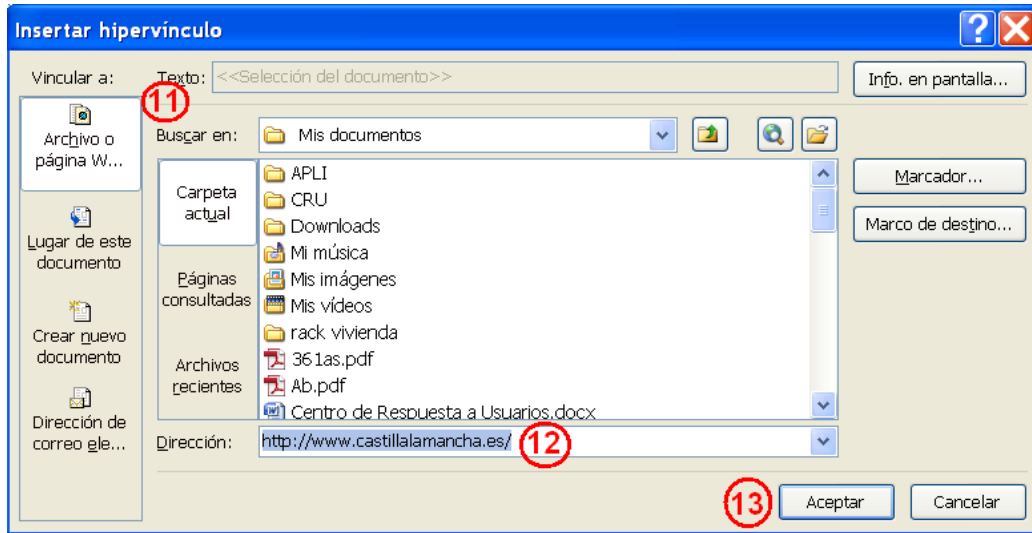 Insertar hipervínculo
Vincular a:
Texto: <<Selección del documento>>
Info. en pantalla...
11
Archivo o
página W...
Buscar en:
Mis documentos
Lugar de este
documento
Crear nuevo
documento
Dirección de
correo ele...
Carpeta
actual
Páginas
consultadas
Archivos
recientes
APLI
CRU
Downloads
Mi música
Mis imágenes
Mis vídeos
rack vivienda
361as.pdf
Ab.pdf
Centro de Respuesta a Usuarios.docx
Marcador...
Marco de destino...
Dirección: http://www.castillalamancha.es/ 12
13 Aceptar Cancelar